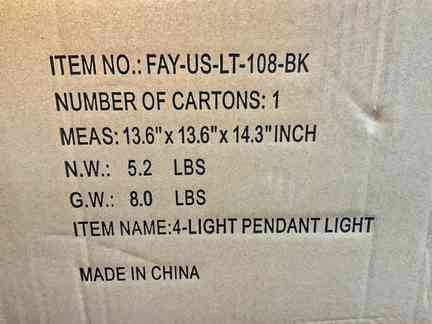 ITEM NO.: FAY-US-LT-108-BK
NUMBER OF CARTONS: 1
MEAS: 13.6"x 13.6"x 14.3"INCH
N.W.: 5.2 LBS
G.W.: 8.0 LBS
ITEM NAME:4-LIGHT PENDANT LIGHT
MADE IN CHINA